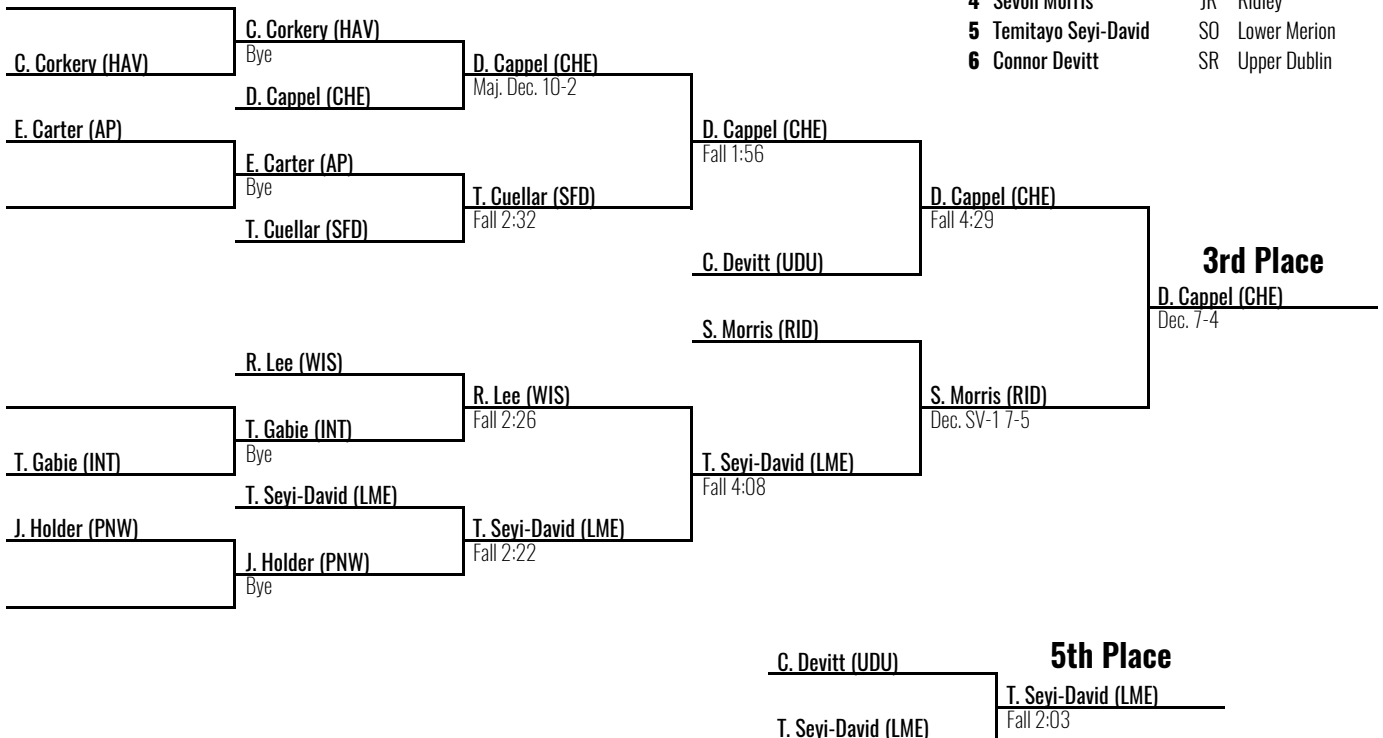 4 Sevon Morris JR Ridley
5 Temitayo Seyi-David SO Lower Merion
6 Connor Devitt SR Upper Dublin
C. Corkery (HAV)
C. Corkery (HAV)
Bye
D. Cappel (CHE)
D. Cappel (CHE)
Maj. Dec. 10-2
E. Carter (AP)
E. Carter (AP)
Bye
T. Cuellar (SFD)
T. Cuellar (SFD)
Fall 2:32
D. Cappel (CHE)
Fall 1:56
C. Devitt (UDU)
D. Cappel (CHE)
Fall 4:29
3rd Place
D. Cappel (CHE)
Dec. 7-4
S. Morris (RID)
R. Lee (WIS)
R. Lee (WIS)
Fall 2:26
T. Gabie (INT)
T. Gabie (INT)
Bye
S. Morris (RID)
Dec. SV-1 7-5
T. Seyi-David (LME)
Fall 4:08
T. Seyi-David (LME)
T. Seyi-David (LME)
Fall 2:22
J. Holder (PNW)
J. Holder (PNW)
Bye
5th Place
C. Devitt (UDU)
T. Seyi-David (LME)
Fall 2:03
T. Seyi-David (LME)